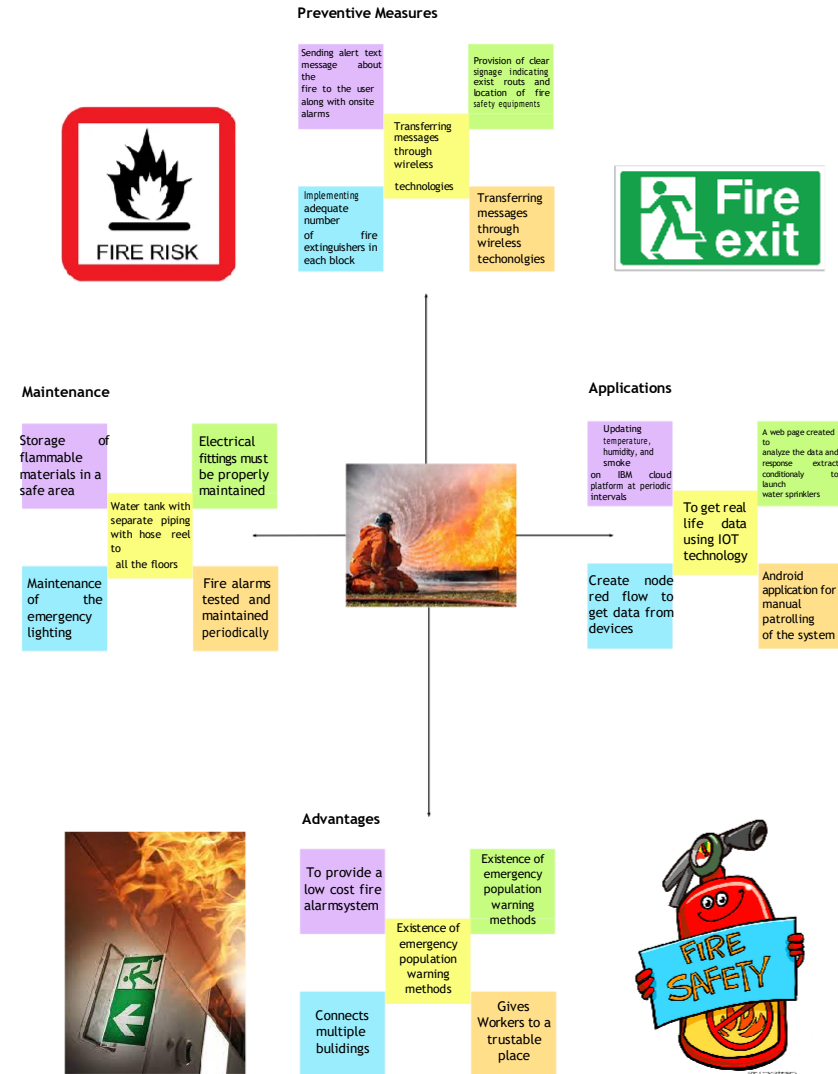 Preventive Measures
Sending alert text
message about
the
fire to the user
along with onsite
alarms
Provision of clear
signage indicating
exist routs and
location of fire
safety equipments
Transferring
messages
through
wireless
technologies
Implementing
adequate
number
of fire
extinguishers in
each block
Transferring
messages
through
wireless
techonolgies
FIRE RISK
Fire
exit
Maintenance
Storage of
flammable
materials in a
safe area
Electrical
fittings must
be properly
maintained
Water tank with
separate piping
with hose reel
to
all the floors
Maintenance
of the
emergency
lighting
Fire alarms
tested and
maintained
periodically
Applications
Updating
temperature,
humidity, and
smoke
on IBM cloud
platform at periodic
intervals
A web page created
to
analyze the data and
response extract
conditionaly to
launch
water sprinklers
To get real
life data
using IOT
technology
Create node
red flow to
get data from
devices
Android
application for
manual
patrolling
of the system
Advantages
To provide a
low cost fire
alarmsystem
Existence of
emergency
population
warning
methods
Existence of
emergency
population
warning
methods
Connects
multiple
bulidings
Gives
Workers to a
trustable
place
FIRE
SAFETY